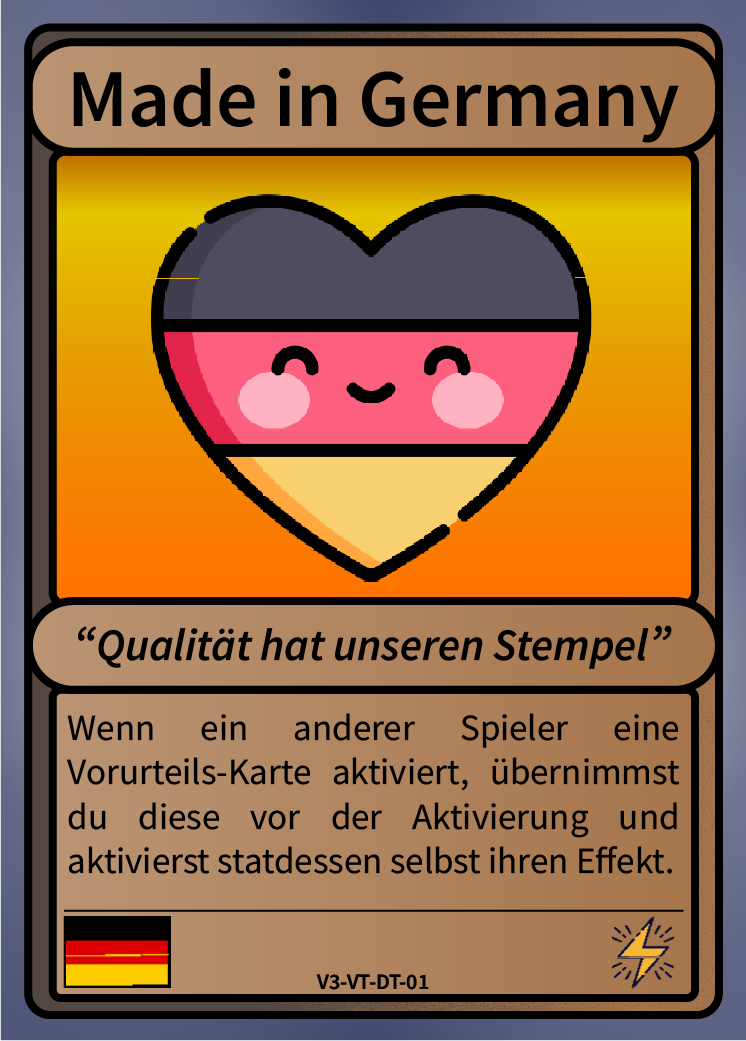 Made in Germany
“Qualität hat unseren Stempel”
Wenn ein anderer Spieler eine
Vorurteils-Karte aktiviert, übernimmst
du diese vor der Aktivierung und
aktivierst statdessen selbst ihren Effekt.
V3-VT-DT-01